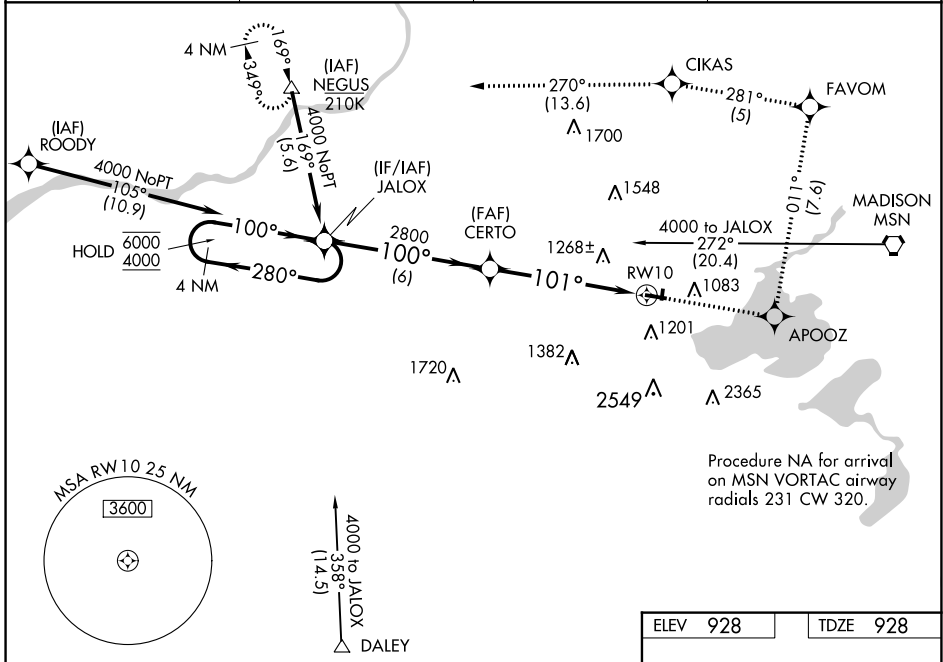 4 NM
169°
349°
(IAF)
NEGUS
210K
4000 NoPT
169°
(5.6)
(IAF)
ROODY
4000 NoPT
105°
(10.9)
(IF/IAF)
JALOX
HOLD
6000
4000
100°
280°
4 NM
2800
100°
(6)
(FAF)
CERTO
101°
RW10
270°
(13.6)
CIKAS
281°
(5)
FAVOM
011°
(7.6)
MADISON
MSN
4000 to JALOX
272°
(20.4)
APOOZ
1700
1548
1268±
1083
1201
1382
1720
2549
2365
Procedure NA for arrival
on MSN VORTAC airway
radials 231 CW 320.
MSA RW10 25 NM
3600
4000 to JALOX
358°
(14.5)
DALEY
ELEV 928
TDZE 928